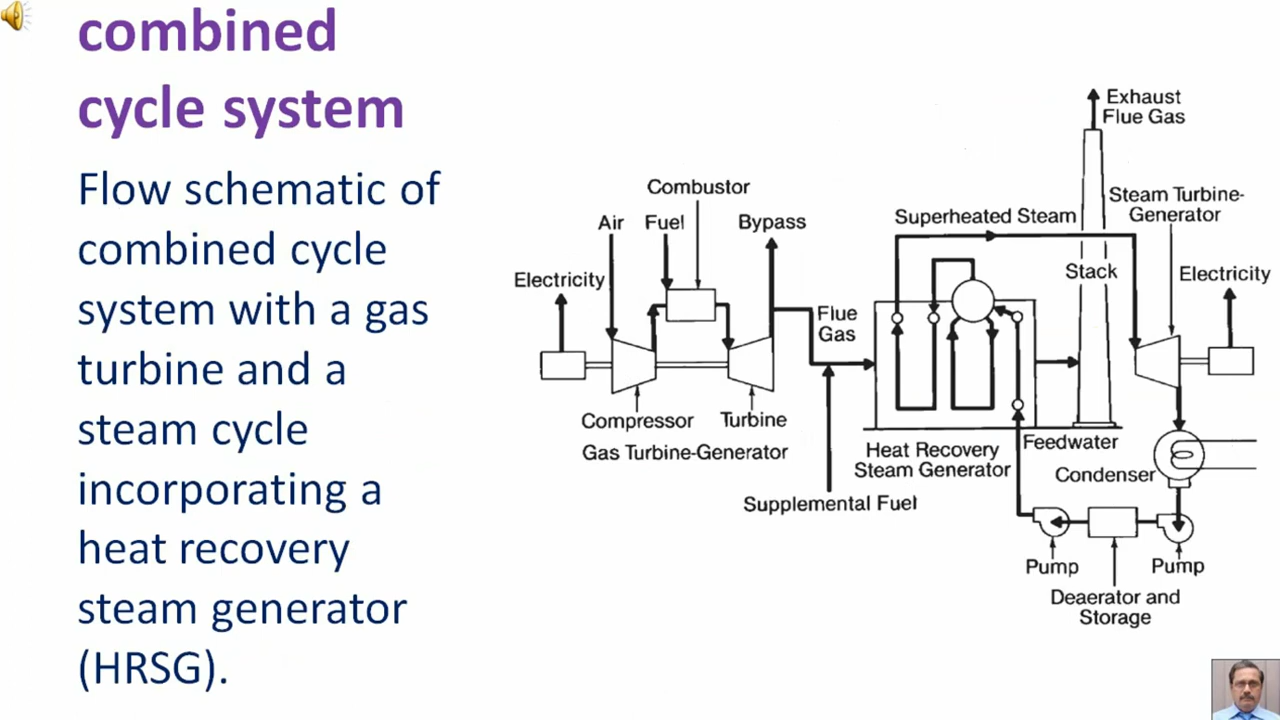 combined
cycle system
Flow schematic of
combined cycle
system with a gas
turbine and a
steam cycle
incorporating a
heat recovery
steam generator
(HRSG).
Exhaust
Flue Gas
Combustor
Steam Turbine-
Generator
Air
Fuel
Bypass
Superheated Steam
Electricity
Stack
Electricity
Flue
Gas
Compressor
Turbine
Gas Turbine-Generator
Heat Recovery
Steam Generator
Feedwater
Condenser
Supplemental Fuel
Pump
Pump
Deaerator and
Storage